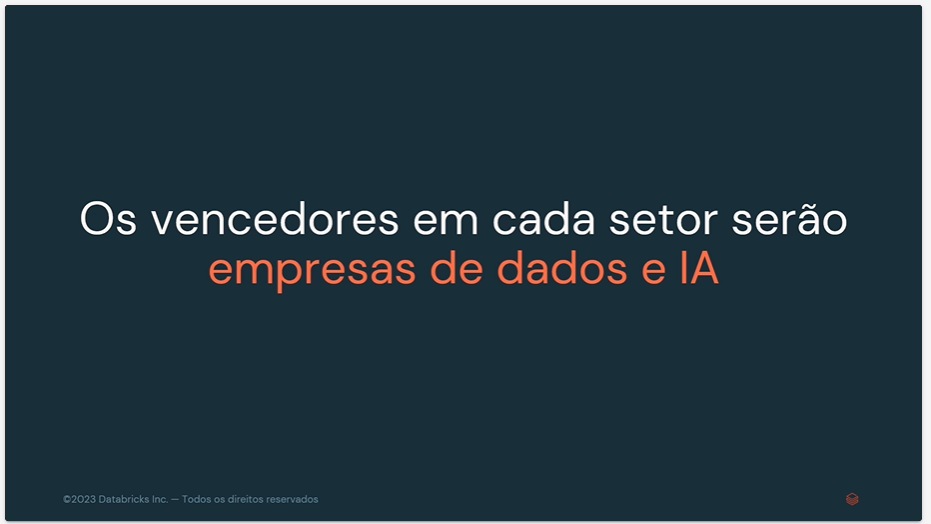 Os vencedores em cada setor serão
empresas de dados e IA
©2023 Databricks Inc. — Todos os direitos reservados